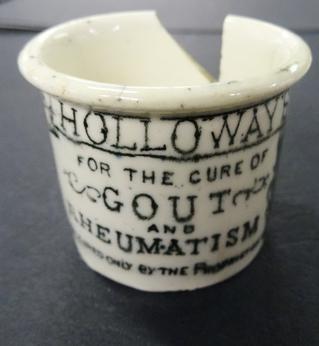 HOLLOWAY
FOR THE CURE OF
GOUT
AND
RHEUMATISM
ONLY BY THE